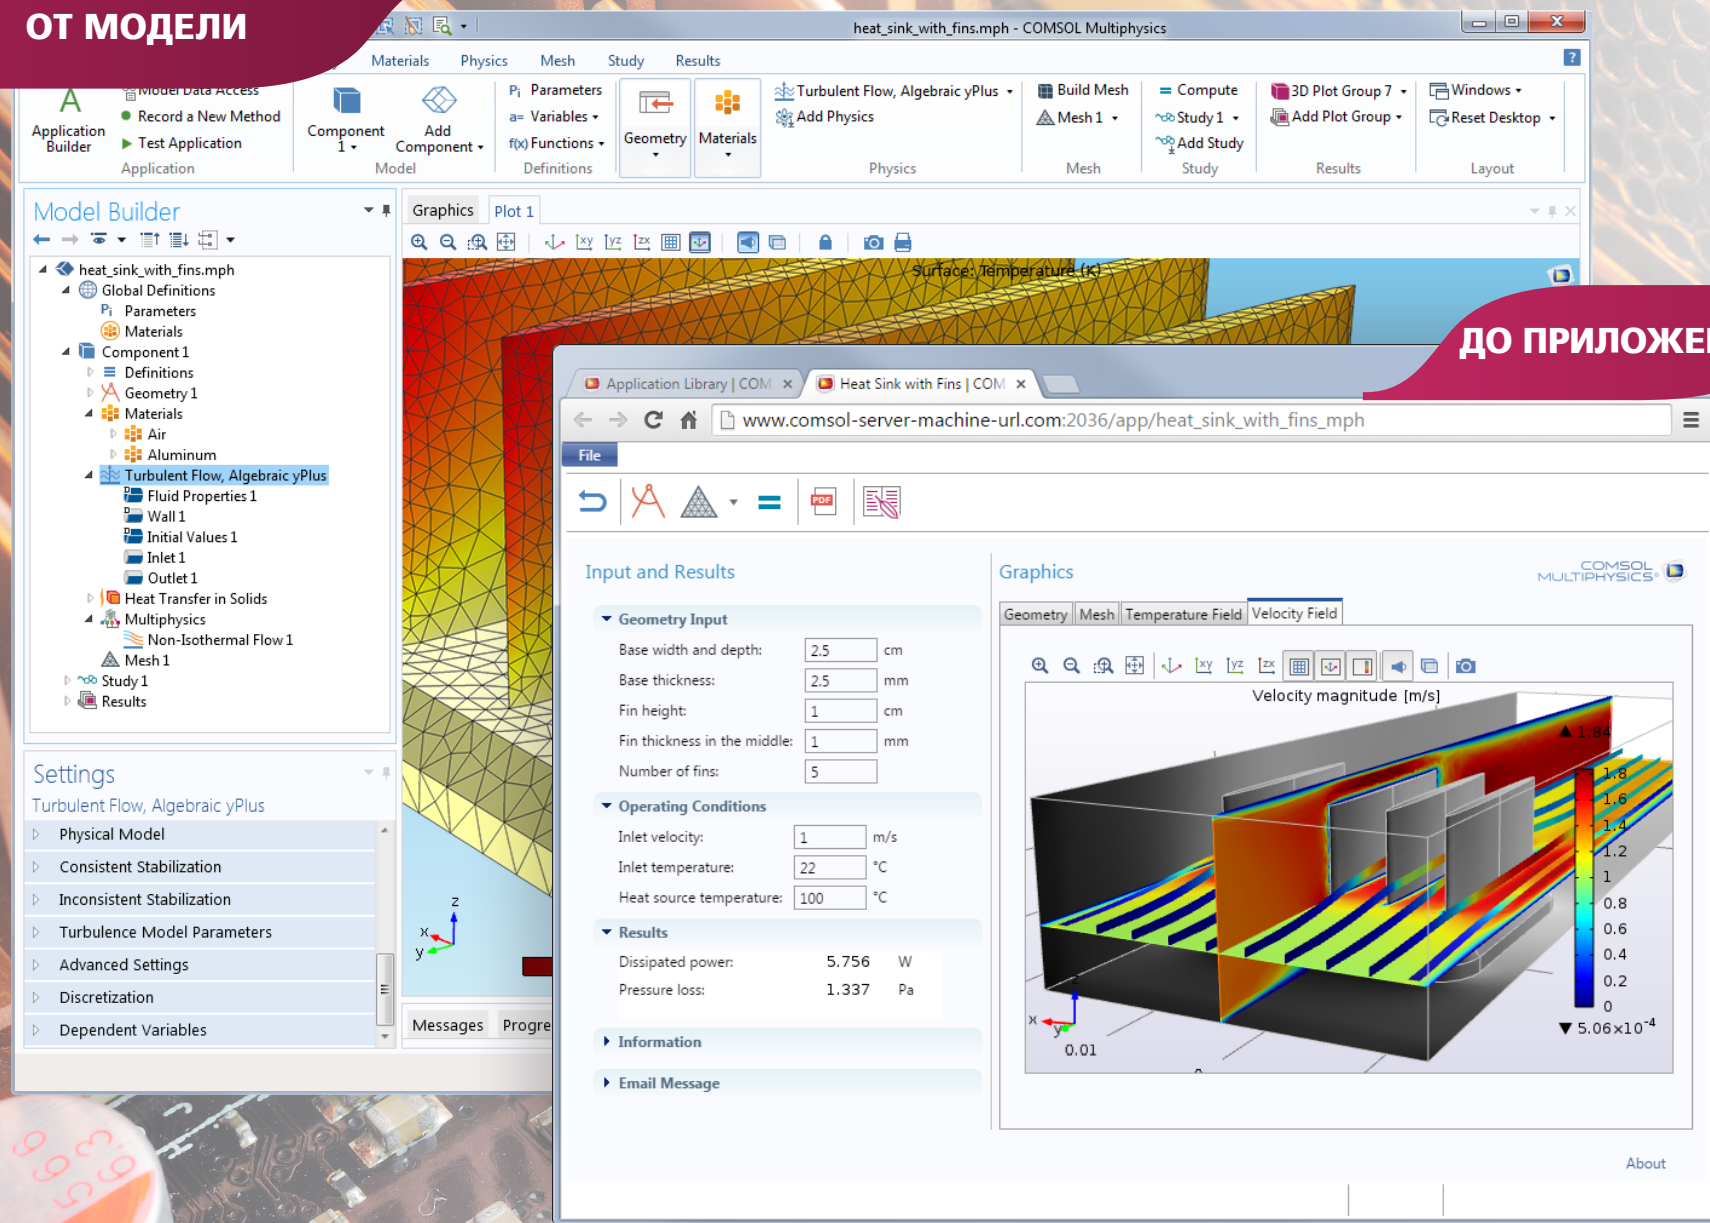 ОТ МОДЕЛИ
heat_sink_with_fins.mph - COMSOL Multiphysics
Materials Physics Mesh Study Results
Application Builder
Model Data Access
Record a New Method
Test Application
Application
Component 1
Add Component
Model
Pi Parameters
a= Variables
f(x) Functions
Definitions
Geometry
Materials
Turbulent Flow, Algebraic yPlus
Add Physics
Physics
Build Mesh
Mesh 1
Mesh
= Compute
Study 1
Add Study
Study
3D Plot Group 7
Add Plot Group
Results
Windows
Reset Desktop
Layout
Model Builder
heat_sink_with_fins.mph
Global Definitions
Pi Parameters
Materials
Component 1
Definitions
Geometry 1
Materials
Air
Aluminum
Turbulent Flow, Algebraic yPlus
Fluid Properties 1
Wall 1
Initial Values 1
Inlet 1
Outlet 1
Heat Transfer in Solids
Multiphysics
Non-Isothermal Flow 1
Mesh 1
Study 1
Results
Settings
Turbulent Flow, Algebraic yPlus
Physical Model
Consistent Stabilization
Inconsistent Stabilization
Turbulence Model Parameters
Advanced Settings
Discretization
Dependent Variables
Graphics Plot 1
xy yz zx
Surface: Temperature (K)
z
x
y
Messages Progre
ДО ПРИЛОЖЕ
Application Library | COM
Heat Sink with Fins | COM
www.comsol-server-machine-url.com:2036/app/heat_sink_with_fins_mph
File
PDF
Input and Results
Geometry Input
Base width and depth: 2.5 cm
Base thickness: 2.5 mm
Fin height: 1 cm
Fin thickness in the middle: 1 mm
Number of fins: 5
Operating Conditions
Inlet velocity: 1 m/s
Inlet temperature: 22 °C
Heat source temperature: 100 °C
Results
Dissipated power: 5.756 W
Pressure loss: 1.337 Pa
Information
Email Message
Graphics
COMSOL
MULTIPHYSICS®
Geometry Mesh Temperature Field Velocity Field
xy yz zx
Velocity magnitude [m/s]
▲ 1.84
1.8
1.6
1.4
1.2
1
0.8
0.6
0.4
0.2
0
▼ 5.06×10⁻⁴
z
x
y
0.01
About